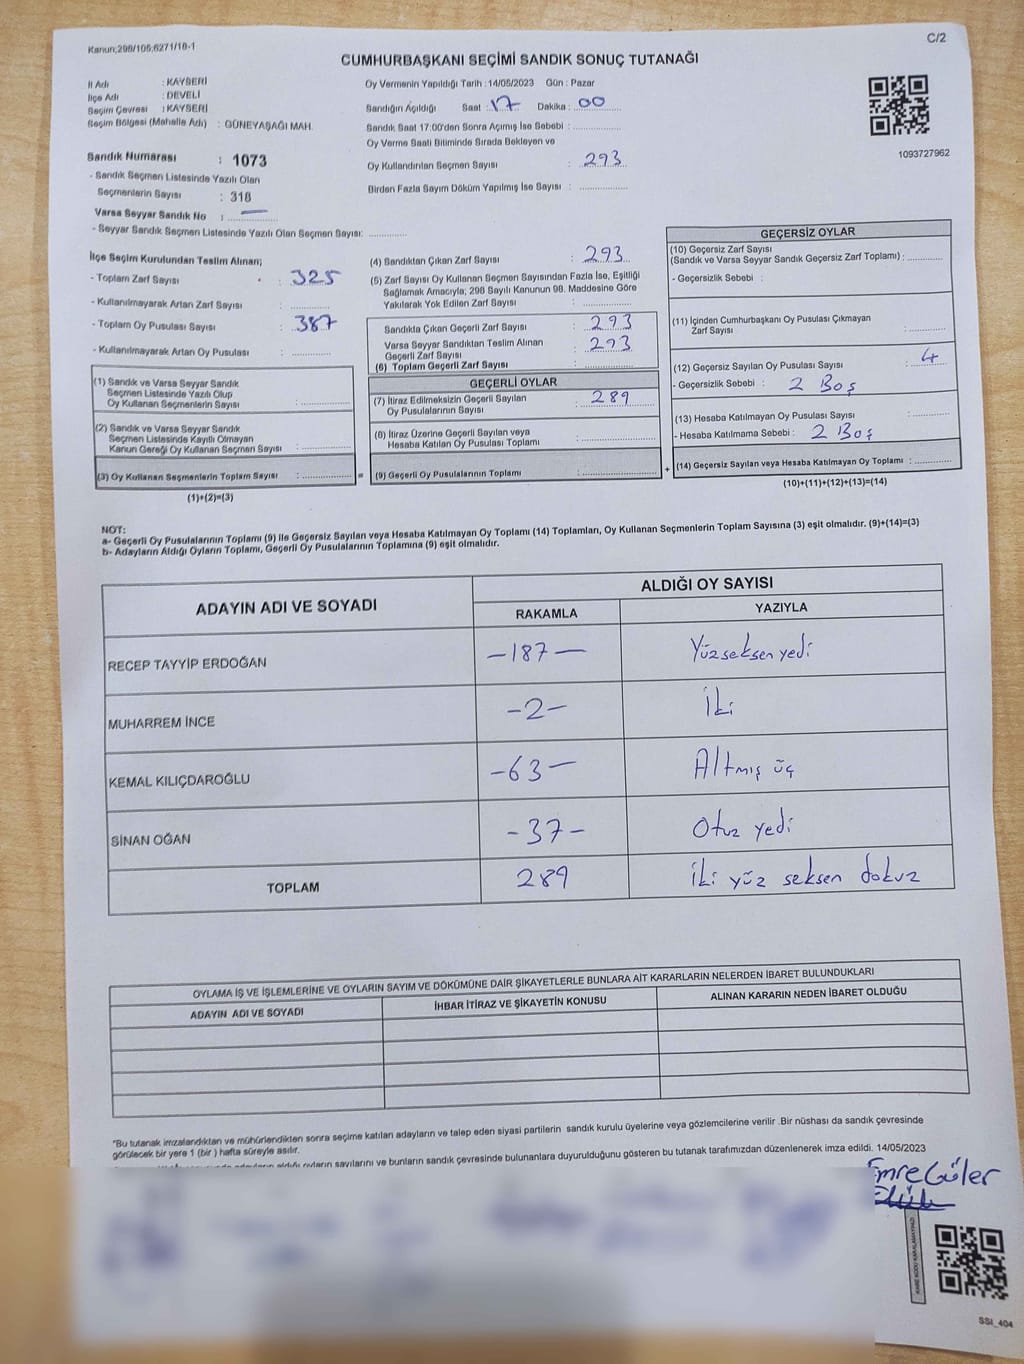 Kanun;298/105;6271/18-1
C/2
CUMHURBAŞKANI SEÇİMİ SANDIK SONUÇ TUTANAĞI
İl Adı : KAYSERİ
İlçe Adı : DEVELİ
Seçim Çevresi : KAYSERİ
Seçim Bölgesi (Mahalle Adı) : GÜNEYAŞAĞI MAH.
Oy Vermenin Yapıldığı Tarih :14/05/2023 Gün : Pazar
Sandığın Açıldığı Saat : 17 Dakika : 00
Sandık Saat 17:00'den Sonra Açımış İse Sebebi :
Oy Verme Saati Bitiminde Sırada Bekleyen ve
Oy Kullandırılan Seçmen Sayısı : 293
Birden Fazla Sayım Döküm Yapılmış İse Sayısı :
1093727962
Sandık Numarası : 1073
- Sandık Seçmen Listesinde Yazılı Olan
Seçmenlerin Sayısı : 318
Varsa Seyyar Sandık No : —
- Seyyar Sandık Seçmen Listesinde Yazılı Olan Seçmen Sayısı:
İlçe Seçim Kurulundan Teslim Alınan;
- Toplam Zarf Sayısı : 325
- Kullanılmayarak Artan Zarf Sayısı :
- Toplam Oy Pusulası Sayısı : 387
- Kullanılmayarak Artan Oy Pusulası :
(1) Sandık ve Varsa Seyyar Sandık
Seçmen Listesinde Yazılı Olup
Oy Kullanan Seçmenlerin Sayısı :
(2) Sandık ve Varsa Seyyar Sandık
Seçmen Listesinde Kayıtlı Olmayan
Kanun Gereği Oy Kullanan Seçmen Sayısı :
(3) Oy Kullanan Seçmenlerin Toplam Sayısı : =
(1)+(2)=(3)
(4) Sandıktan Çıkan Zarf Sayısı : 293
(5) Zarf Sayısı Oy Kullanan Seçmen Sayısından Fazla İse, Eşitliği
Sağlamak Amacıyla; 298 Sayılı Kanunun 98. Maddesine Göre
Yakılarak Yok Edilen Zarf Sayısı :
Sandıkta Çıkan Geçerli Zarf Sayısı : 293
Varsa Seyyar Sandıktan Teslim Alınan
Geçerli Zarf Sayısı : 293
(6) Toplam Geçerli Zarf Sayısı :
GEÇERLİ OYLAR
(7) İtiraz Edilmeksizin Geçerli Sayılan
Oy Pusulalarının Sayısı : 289
(8) İtiraz Üzerine Geçerli Sayılan veya
Hesaba Katılan Oy Pusulası Toplamı :
(9) Geçerli Oy Pusulalarının Toplamı : +
GEÇERSİZ OYLAR
(10) Geçersiz Zarf Sayısı
(Sandık ve Varsa Seyyar Sandık Geçersiz Zarf Toplamı) :
- Geçersizlik Sebebi :
(11) İçinden Cumhurbaşkanı Oy Pusulası Çıkmayan
Zarf Sayısı :
(12) Geçersiz Sayılan Oy Pusulası Sayısı : 4
- Geçersizlik Sebebi : 2 Boş
(13) Hesaba Katılmayan Oy Pusulası Sayısı :
- Hesaba Katılmama Sebebi : 2 Boş
(14) Geçersiz Sayılan veya Hesaba Katılmayan Oy Toplamı :
(10)+(11)+(12)+(13)=(14)
NOT:
a- Geçerli Oy Pusulalarının Toplamı (9) ile Geçersiz Sayılan veya Hesaba Katılmayan Oy Toplamı (14) Toplamları, Oy Kullanan Seçmenlerin Toplam Sayısına (3) eşit olmalıdır. (9)+(14)=(3)
b- Adayların Aldığı Oyların Toplamı, Geçerli Oy Pusulalarının Toplamına (9) eşit olmalıdır.
ADAYIN ADI VE SOYADI
ALDIĞI OY SAYISI
RAKAMLA YAZIYLA
RECEP TAYYİP ERDOĞAN -187— Yüzseksen yedi
MUHARREM İNCE -2- İki
KEMAL KILIÇDAROĞLU -63— Altmış üç
SİNAN OĞAN -37- Otuz yedi
TOPLAM 289 İki yüz seksen dokuz
OYLAMA İŞ VE İŞLEMLERİNE VE OYLARIN SAYIM VE DÖKÜMÜNE DAİR ŞİKAYETLERLE BUNLARA AİT KARARLARIN NELERDEN İBARET BULUNDUKLARI
ADAYIN ADI VE SOYADI İHBAR İTİRAZ VE ŞİKAYETİN KONUSU ALINAN KARARIN NEDEN İBARET OLDUĞU
"Bu tutanak imzalandıktan ve mühürlendikten sonra seçime katılan adayların ve talep eden siyasi partilerin sandık kurulu üyelerine veya gözlemcilerine verilir .Bir nüshası da sandık çevresinde
görülecek bir yere 1 (bir ) hafta süreyle asılır.
oyların sayılarını ve bunların sandık çevresinde bulunanlara duyurulduğunu gösteren bu tutanak tarafımızdan düzenlenerek imza edildi. 14/05/2023
Emre Güler
KARE KODU KARALAMAYINIZ!
SSI_404